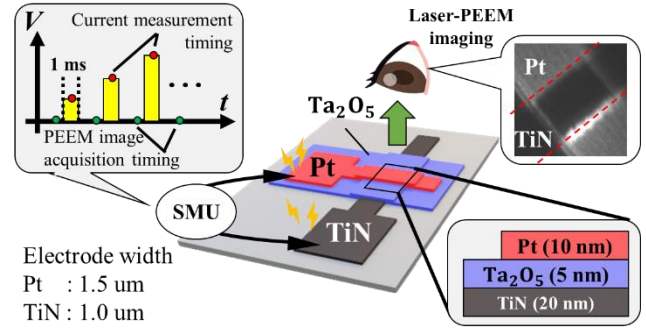 V
Current measurement
timing
1 ms
t
PEEM image
acquisition timing
Laser-PEEM
imaging
Pt
TiN
Ta₂O₅
Pt
SMU
TiN
Electrode width
Pt : 1.5 um
TiN : 1.0 um
Pt (10 nm)
Ta₂O₅ (5 nm)
TiN (20 nm)